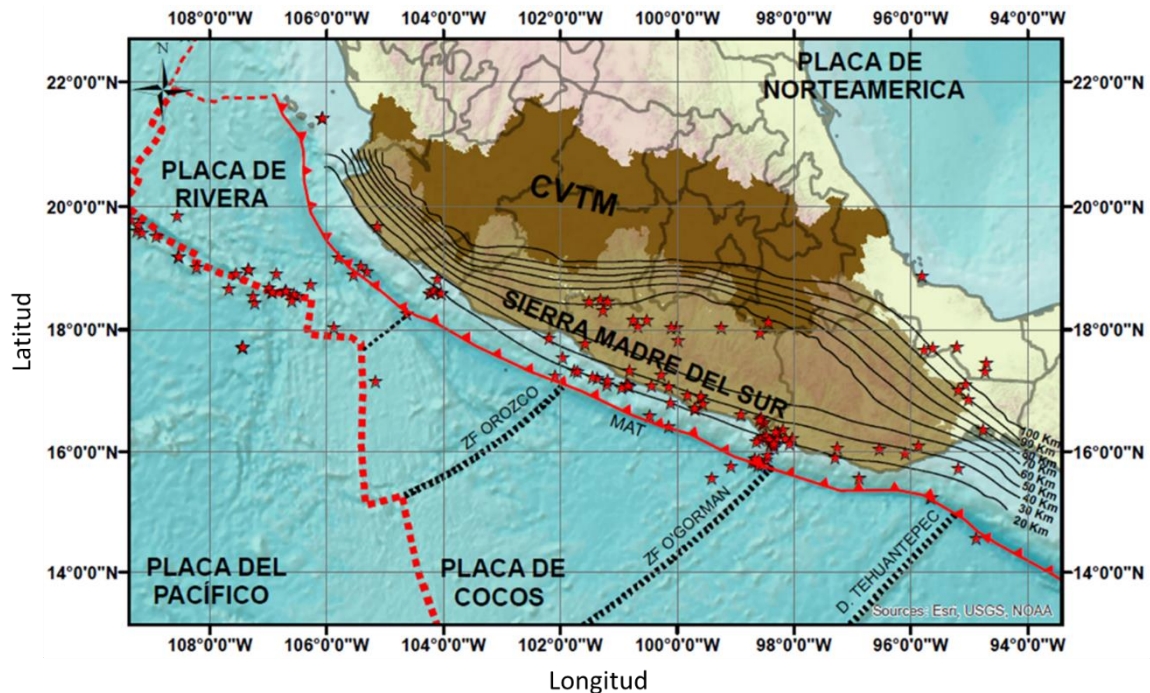 108°0'0"W 106°0'0"W 104°0'0"W 102°0'0"W 100°0'0"W 98°0'0"W 96°0'0"W 94°0'0"W
N
PLACA DE
NORTEAMERICA
22°0'0"N
22°0'0"N
PLACA DE
RIVERA
CVTM
20°0'0"N
20°0'0"N
SIERRA MADRE DEL SUR
18°0'0"N
18°0'0"N
Latitud
ZF OROZCO
MAT
16°0'0"N
16°0'0"N
100 Km
90 Km
80 Km
70 Km
60 Km
50 Km
40 Km
30 Km
20 Km
ZF O'GORMAN
D. TEHUANTEPEC
PLACA DEL
PACÍFICO
PLACA DE
COCOS
14°0'0"N
14°0'0"N
Sources: Esri, USGS, NOAA
108°0'0"W 106°0'0"W 104°0'0"W 102°0'0"W 100°0'0"W 98°0'0"W 96°0'0"W 94°0'0"W
Longitud